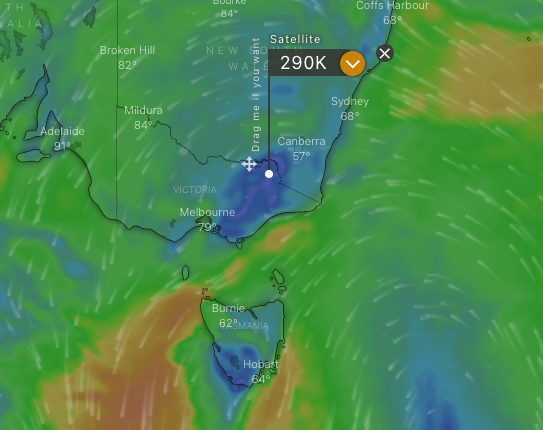 Bourke
84°
Coffs Harbour
68°
TH
ALIA
Satellite
290K
Broken Hill
82°
NEW SOUTH
WALES
Drag me if you want
Mildura
84°
Sydney
68°
Adelaide
91°
Canberra
57°
VICTORIA
Melbourne
79°
Burnie
62°
SMANIA
Hobart
64°